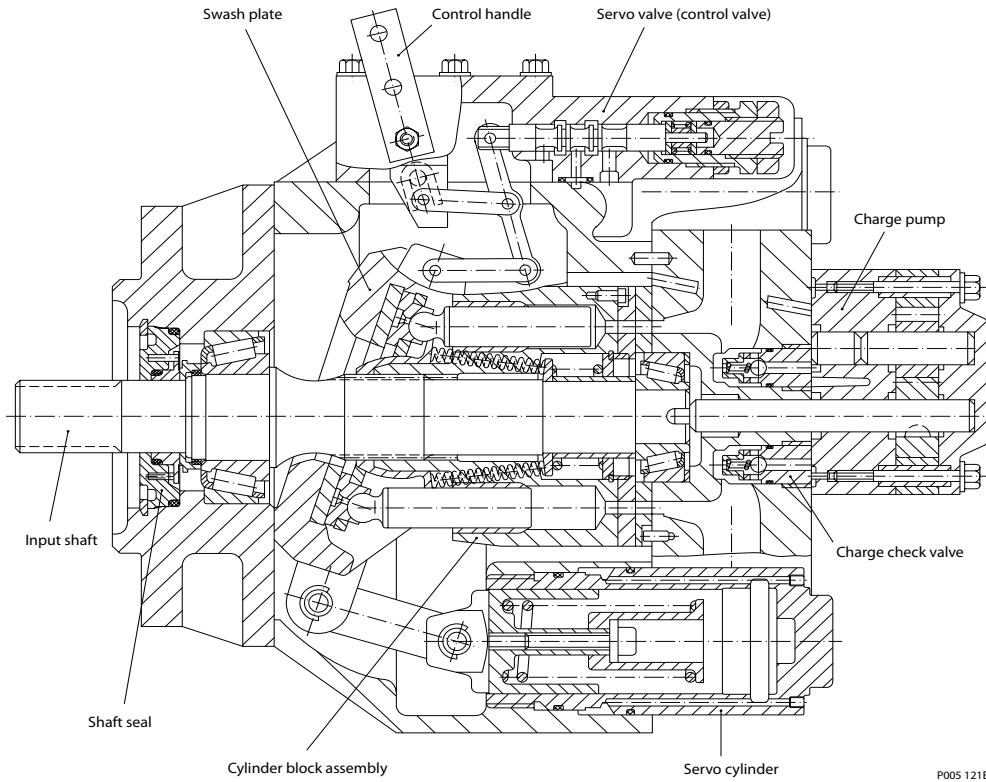 Swash plate
Control handle
Servo valve (control valve)
Charge pump
Input shaft
Charge check valve
Shaft seal
Cylinder block assembly
Servo cylinder
P005 121E